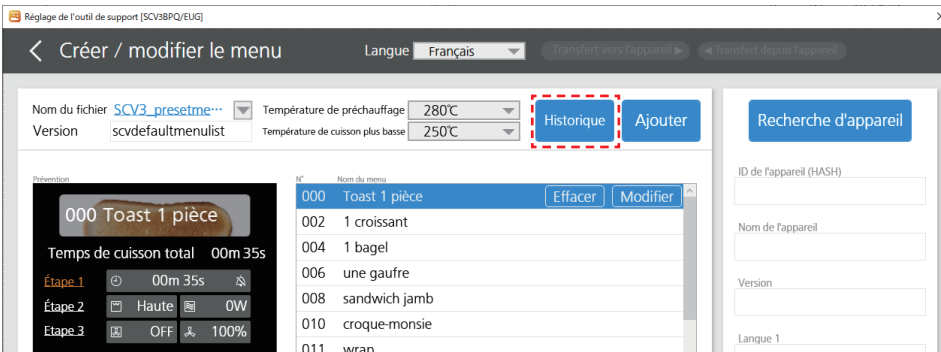 Réglage de l'outil de support [SCV3BPQ/EUG]
Créer / modifier le menu
Langue Français
Transfert vers l'appareil
Transfert depuis l'appareil
Nom du fichier SCV3_presetme… Température de préchauffage 280℃
Version scvdefaultmenulist Température de cuisson plus basse 250℃
Historique
Ajouter
Recherche d'appareil
Prévention
000 Toast 1 pièce
Temps de cuisson total 00m 35s
Étape 1 00m 35s
Étape 2 Haute 0W
Étape 3 OFF 100%
N° Nom du menu
000 Toast 1 pièce Effacer Modifier
002 1 croissant
004 1 bagel
006 une gaufre
008 sandwich jamb
010 croque-monsie
011 wrap
ID de l'appareil (HASH)
Nom de l'appareil
Version
Langue 1